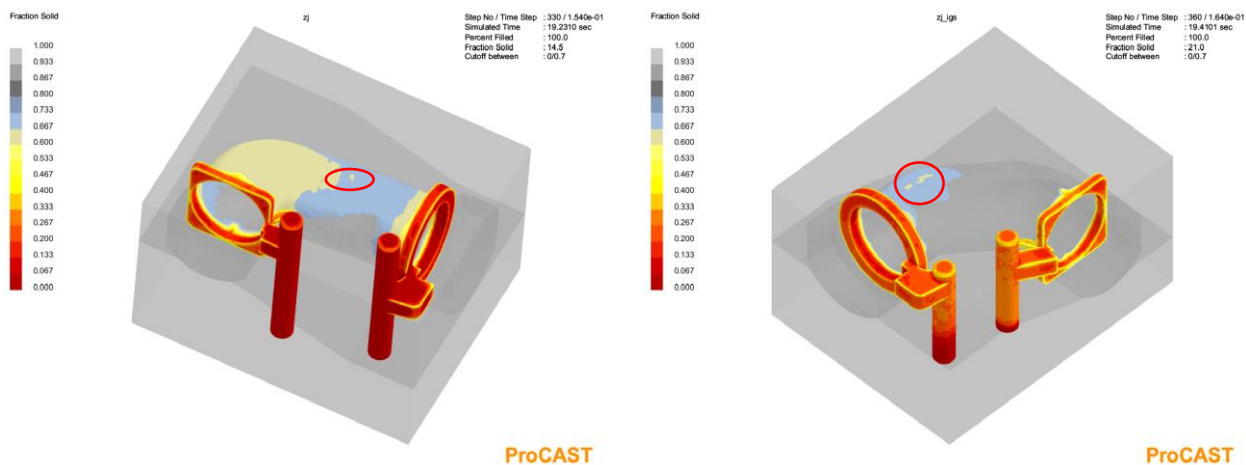 Fraction Solid
zj
Step No / Time Step : 330 / 1.540e-01
Simulated Time : 19.2310 sec
Percent Filled : 100.0
Fraction Solid : 14.5
Cutoff between : 0/0.7
1.000
0.933
0.867
0.800
0.733
0.667
0.600
0.533
0.467
0.400
0.333
0.267
0.200
0.133
0.067
0.000
ProCAST
Fraction Solid
zj_igs
Step No / Time Step : 360 / 1.640e-01
Simulated Time : 19.4101 sec
Percent Filled : 100.0
Fraction Solid : 21.0
Cutoff between : 0/0.7
1.000
0.933
0.867
0.800
0.733
0.667
0.600
0.533
0.467
0.400
0.333
0.267
0.200
0.133
0.067
0.000
ProCAST